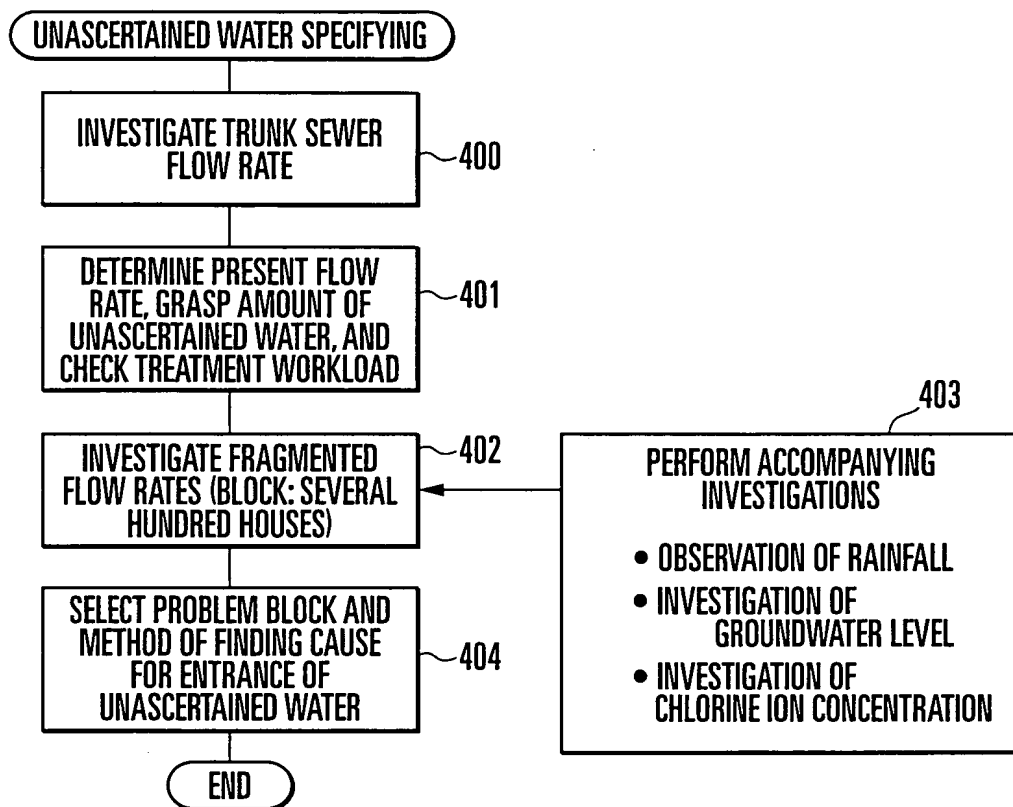 UNASCERTAINED WATER SPECIFYING
INVESTIGATE TRUNK SEWER
FLOW RATE
400
DETERMINE PRESENT FLOW
RATE, GRASP AMOUNT OF
UNASCERTAINED WATER, AND
CHECK TREATMENT WORKLOAD
401
INVESTIGATE FRAGMENTED
FLOW RATES (BLOCK: SEVERAL
HUNDRED HOUSES)
402
403
PERFORM ACCOMPANYING
INVESTIGATIONS
• OBSERVATION OF RAINFALL
• INVESTIGATION OF
GROUNDWATER LEVEL
• INVESTIGATION OF
CHLORINE ION CONCENTRATION
SELECT PROBLEM BLOCK AND
METHOD OF FINDING CAUSE
FOR ENTRANCE OF
UNASCERTAINED WATER
404
END